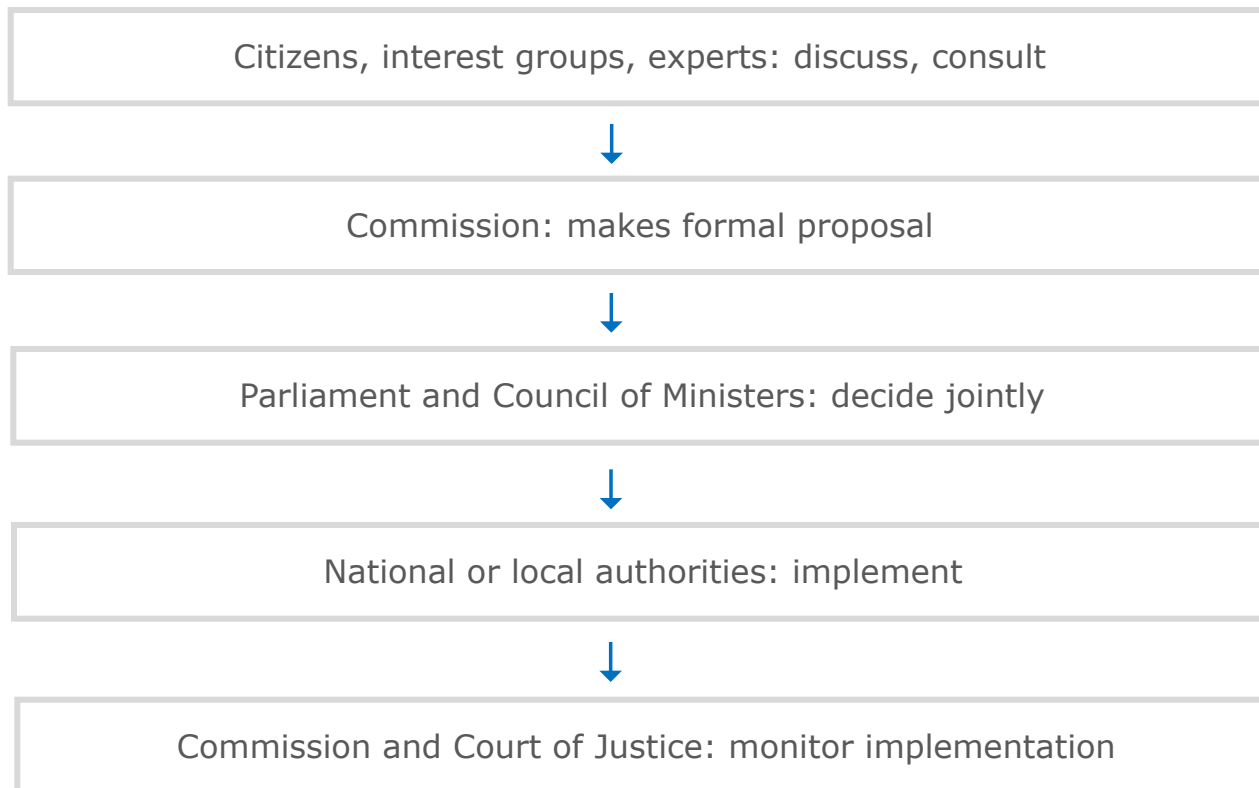 Citizens, interest groups, experts: discuss, consult
Commission: makes formal proposal
Parliament and Council of Ministers: decide jointly
National or local authorities: implement
Commission and Court of Justice: monitor implementation